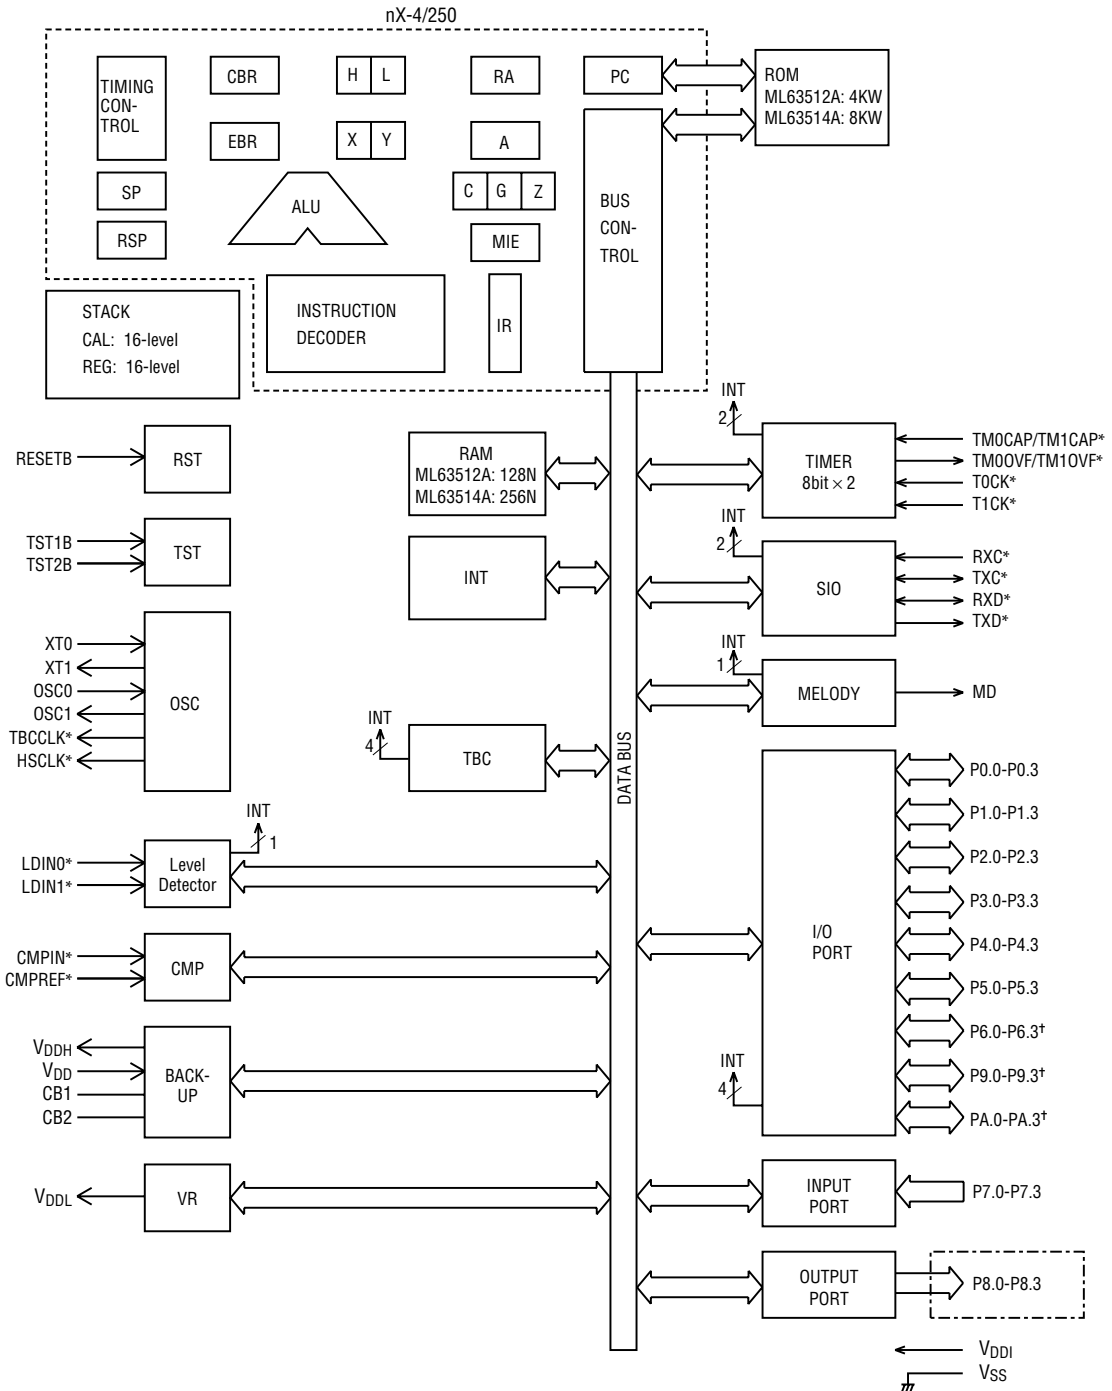 nX-4/250
TIMING
CON-
TROL
CBR
H L
RA
PC
ROM
ML63512A: 4KW
ML63514A: 8KW
EBR
X Y
A
SP
ALU
C G Z
BUS
CON-
TROL
RSP
MIE
STACK
CAL: 16-level
REG: 16-level
INSTRUCTION
DECODER
IR
RESETB
RST
TST1B
TST2B
TST
XT0
XT1
OSC0
OSC1
TBCCLK*
HSCLK*
OSC
INT
1
LDIN0*
LDIN1*
Level
Detector
CMPIN*
CMPREF*
CMP
VDDH
VDD
CB1
CB2
BACK-
UP
VDDL
VR
RAM
ML63512A: 128N
ML63514A: 256N
INT
INT
4
TBC
DATA BUS
INT
2
TIMER
8bit × 2
TM0CAP/TM1CAP*
TM0OVF/TM1OVF*
T0CK*
T1CK*
INT
2
SIO
RXC*
TXC*
RXD*
TXD*
INT
1
MELODY
MD
I/O
PORT
INT
4
P0.0-P0.3
P1.0-P1.3
P2.0-P2.3
P3.0-P3.3
P4.0-P4.3
P5.0-P5.3
P6.0-P6.3†
P9.0-P9.3†
PA.0-PA.3†
INPUT
PORT
P7.0-P7.3
OUTPUT
PORT
P8.0-P8.3
VDDI
VSS